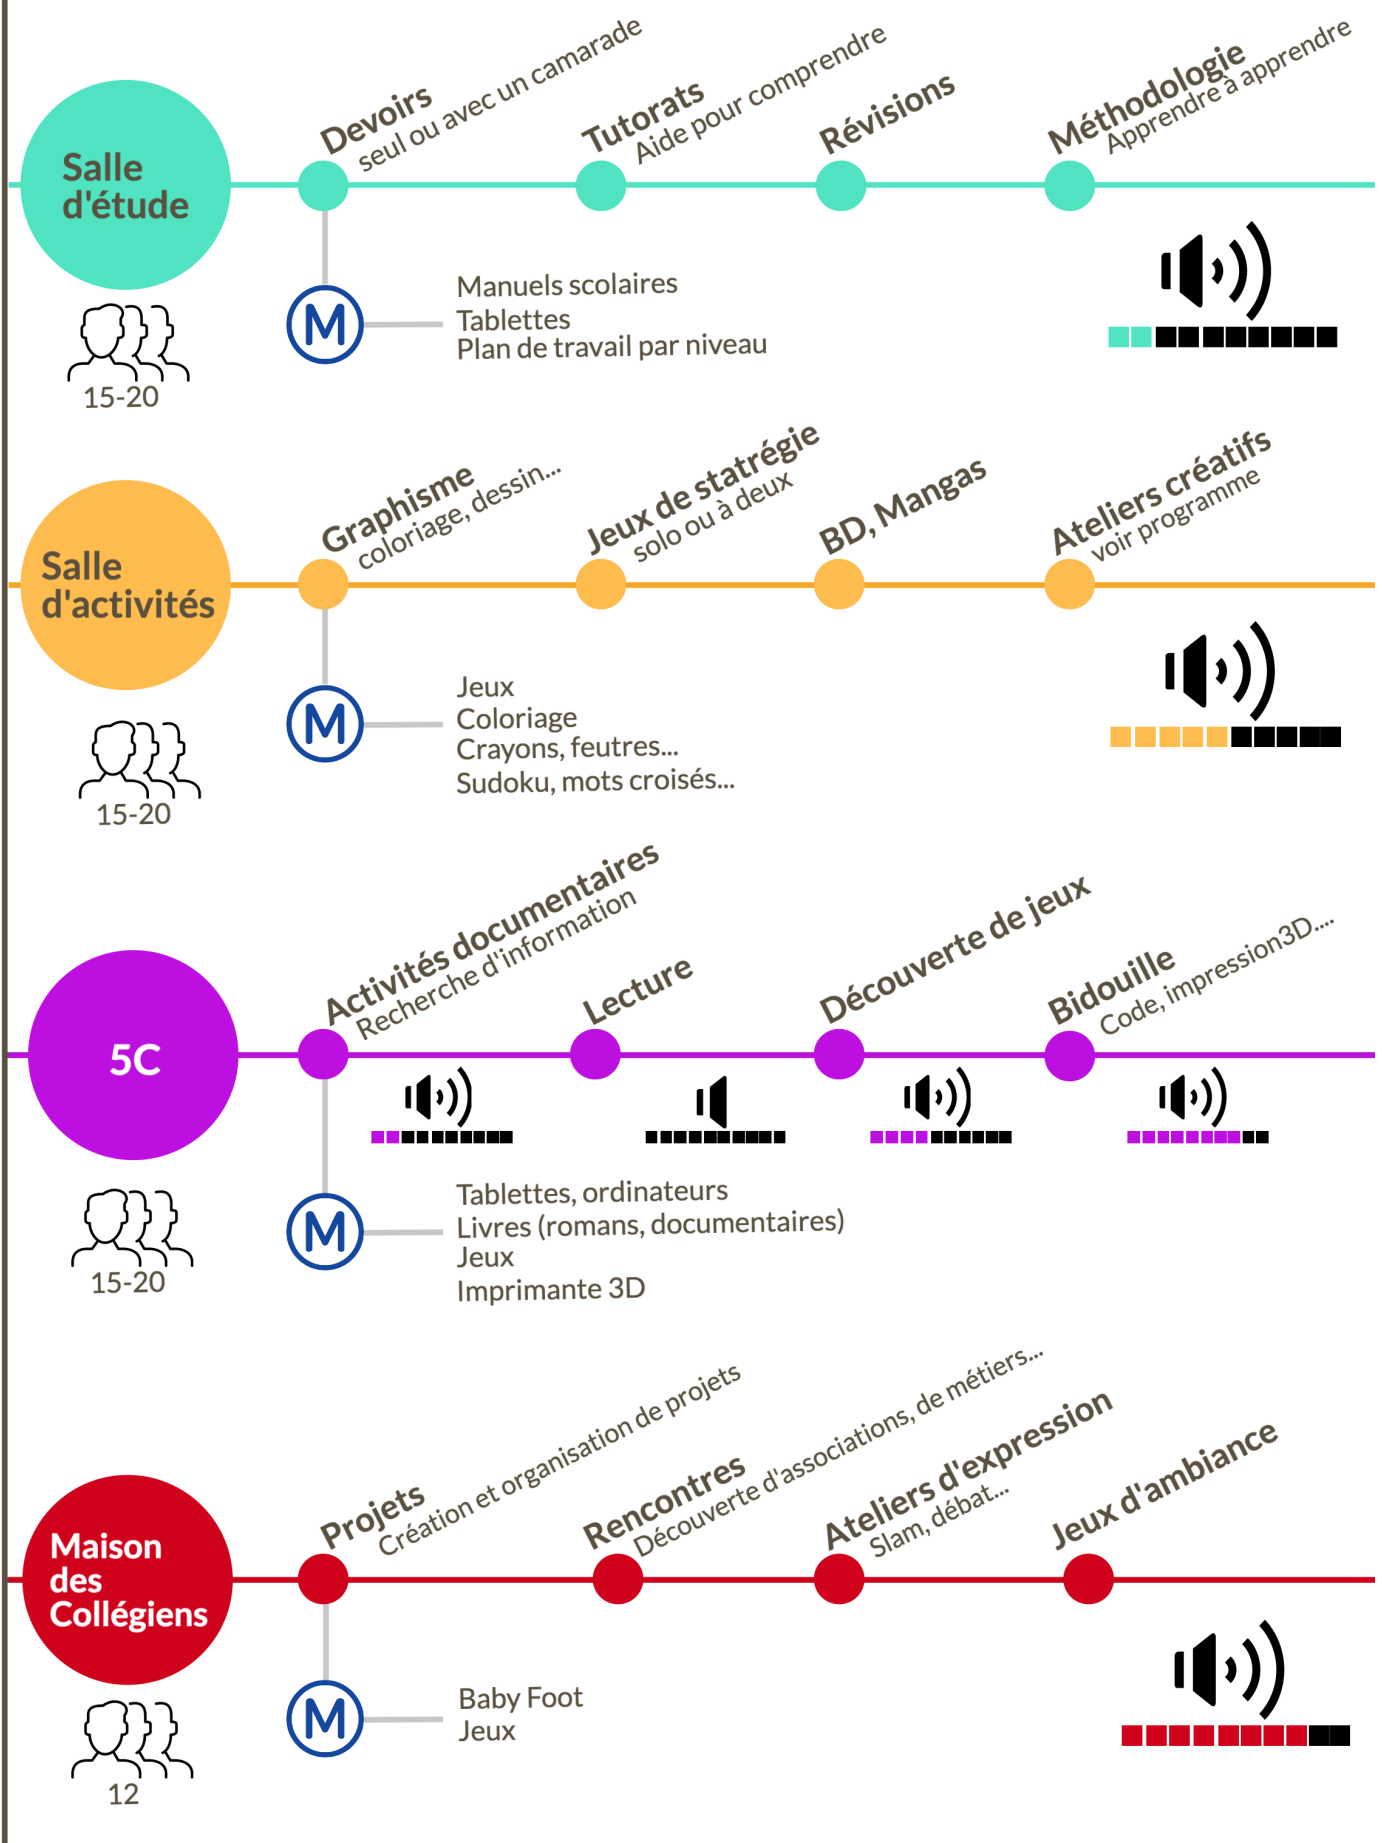 Devoirs
seul ou avec un camarade
Tutorats
Aide pour comprendre
Révisions
Méthodologie
Apprendre à apprendre
Salle
d'étude
M
Manuels scolaires
Tablettes
Plan de travail par niveau
15-20
Graphisme
coloriage, dessin...
Jeux de statrégie
solo ou à deux
BD, Mangas
Ateliers créatifs
voir programme
Salle
d'activités
M
Jeux
Coloriage
Crayons, feutres...
Sudoku, mots croisés...
15-20
Activités documentaires
Recherche d'information
Lecture
Découverte de jeux
Bidouille
Code, impression3D....
5C
M
Tablettes, ordinateurs
Livres (romans, documentaires)
Jeux
Imprimante 3D
15-20
Projets
Création et organisation de projets
Rencontres
Découverte d'associations, de métiers...
Ateliers d'expression
Slam, débat...
Jeux d'ambiance
Maison
des
Collégiens
M
Baby Foot
Jeux
12